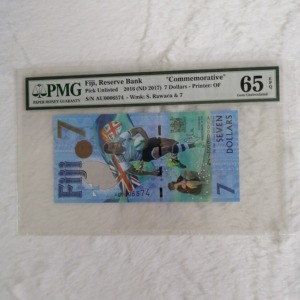 PMG
PAPER MONEY GUARANTY
Fiji, Reserve Bank "Commemorative"
Pick Unlisted 2016 (ND 2017) 7 Dollars - Printer: OF
S/N AU0000574 - Wmk: S. Rawaca & 7
65 EPQ
Gem Uncirculated
7
FIJI
SEVEN
DOLLARS
7